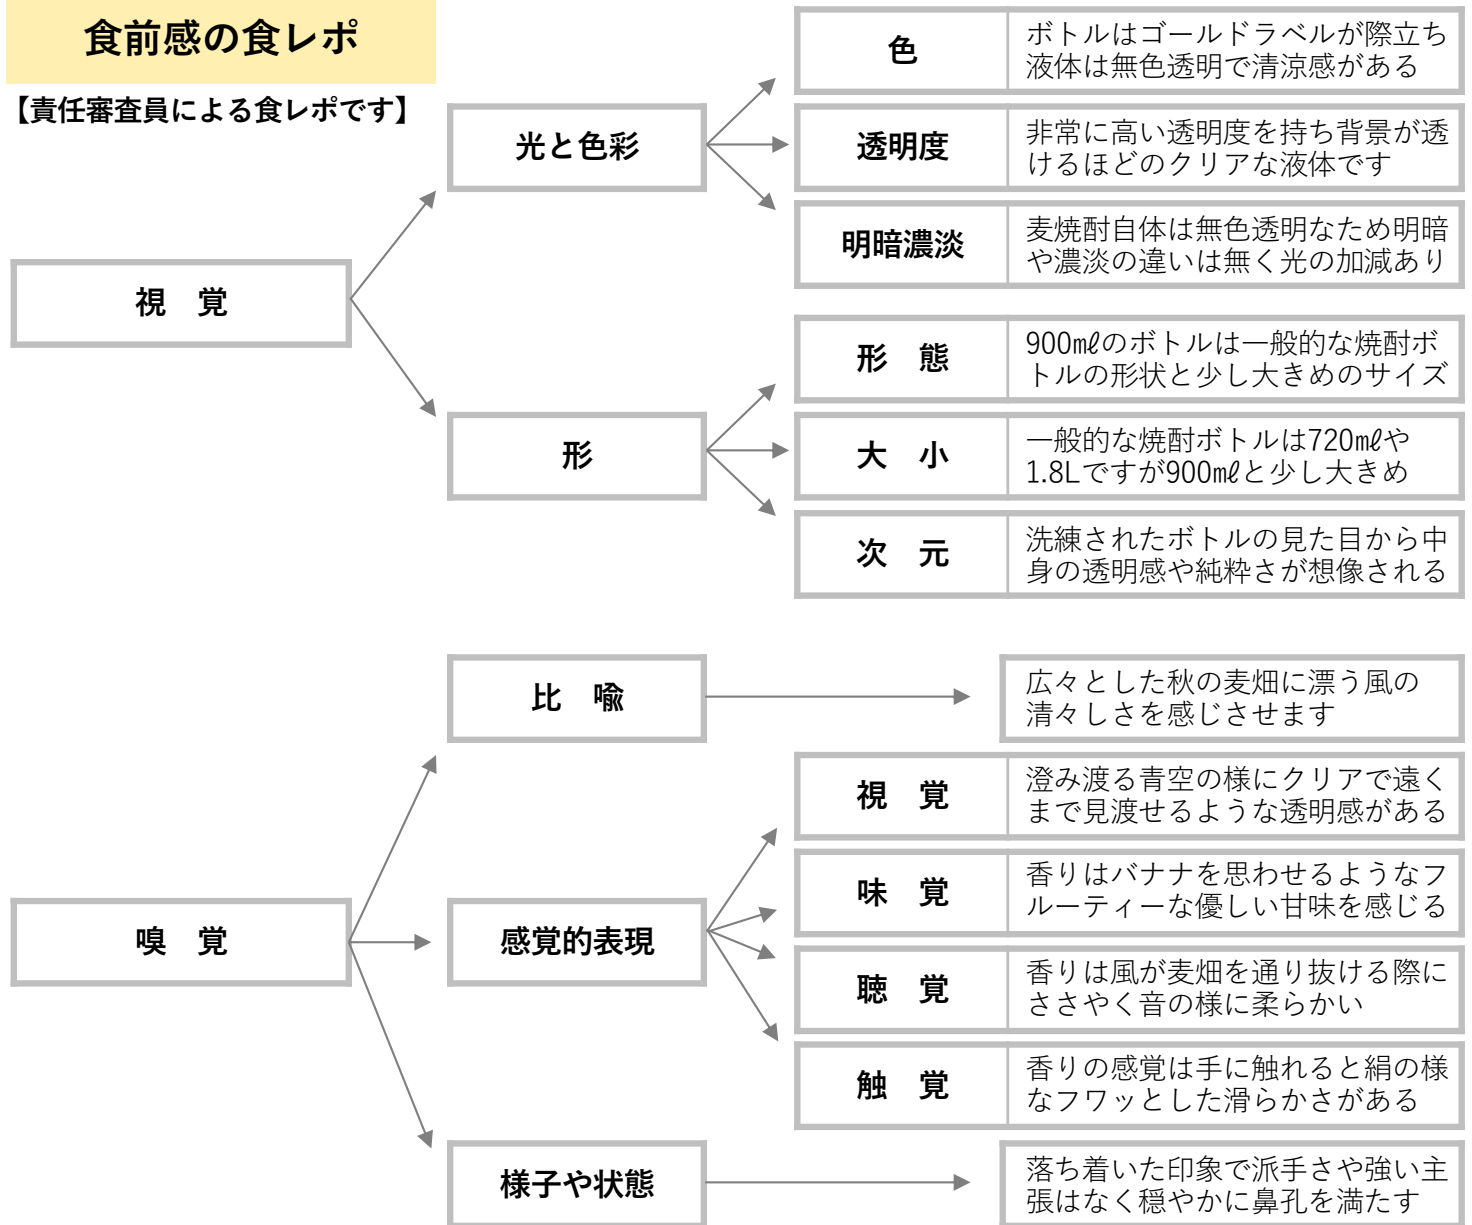 食前感の食レポ
【責任審査員による食レポです】
視　覚
光と色彩
色
ボトルはゴールドラベルが際立ち
液体は無色透明で清涼感がある
透明度
非常に高い透明度を持ち背景が透
けるほどのクリアな液体です
明暗濃淡
麦焼酎自体は無色透明なため明暗
や濃淡の違いは無く光の加減あり
形
形　態
900㎖のボトルは一般的な焼酎ボ
トルの形状と少し大きめのサイズ
大　小
一般的な焼酎ボトルは720㎖や
1.8Lですが900㎖と少し大きめ
次　元
洗練されたボトルの見た目から中
身の透明感や純粋さが想像される
嗅　覚
比　喩
広々とした秋の麦畑に漂う風の
清々しさを感じさせます
感覚的表現
視　覚
澄み渡る青空の様にクリアで遠く
まで見渡せるような透明感がある
味　覚
香りはバナナを思わせるようなフ
ルーティーな優しい甘味を感じる
聴　覚
香りは風が麦畑を通り抜ける際に
ささやく音の様に柔らかい
触　覚
香りの感覚は手に触れると絹の様
なフワッとした滑らかさがある
様子や状態
落ち着いた印象で派手さや強い主
張はなく穏やかに鼻孔を満たす